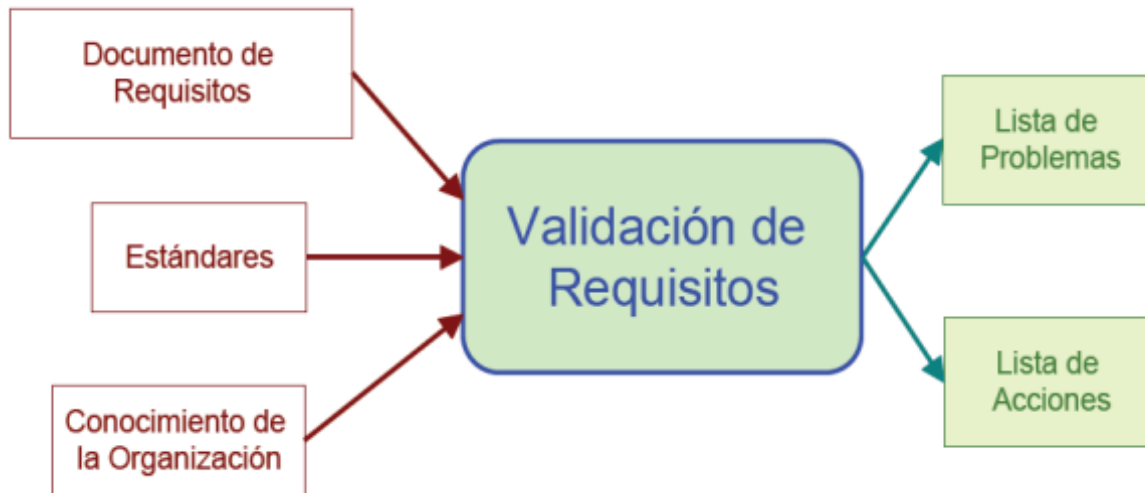 Documento de
Requisitos
Estándares
Conocimiento de
la Organización
Validación de
Requisitos
Lista de
Problemas
Lista de
Acciones